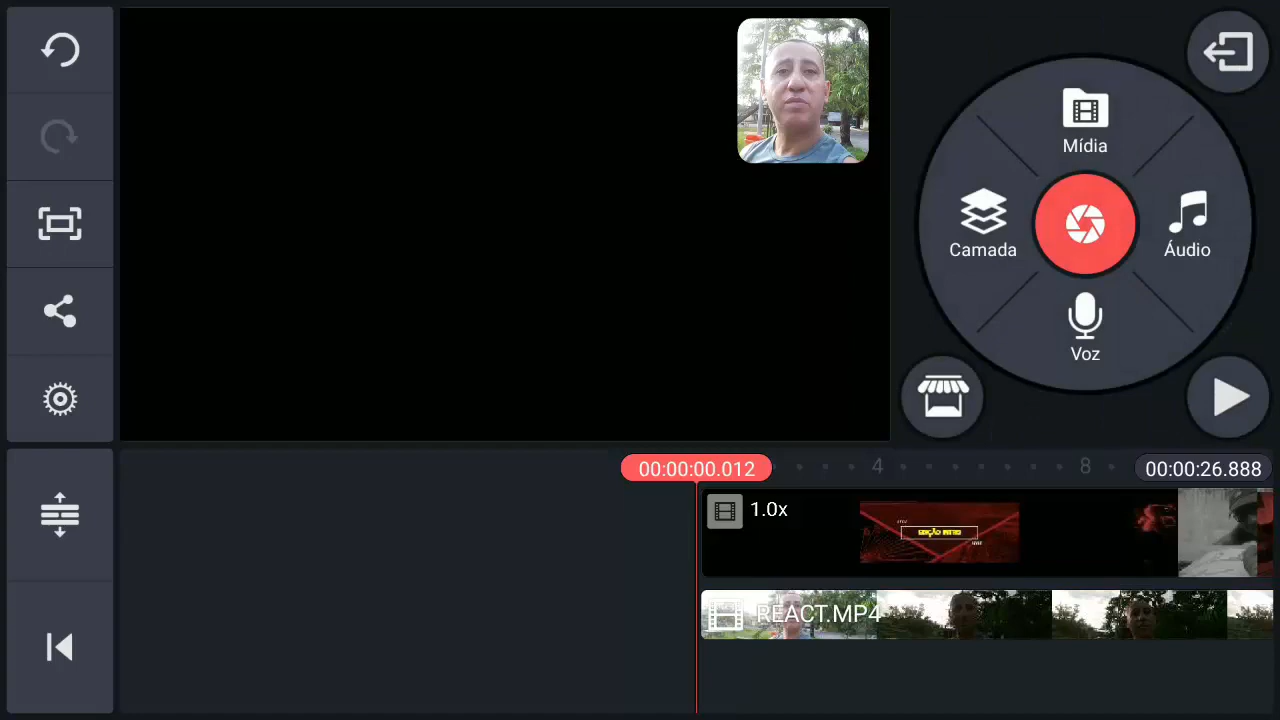 Mídia
Camada
Áudio
Voz
00:00:00.012
4
8
00:00:26.888
1.0x
REACT.MP4